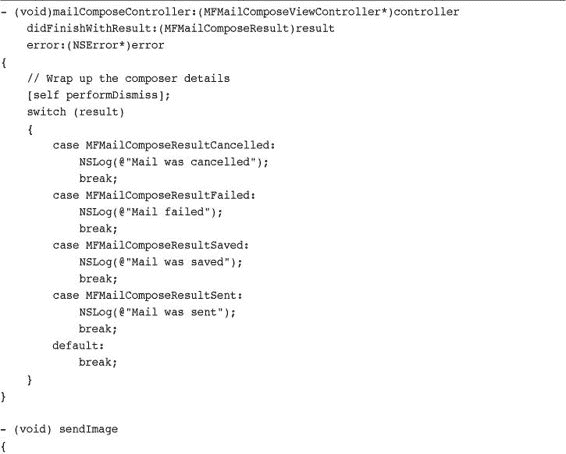 - (void)mailComposeController:(MFMailComposeViewController*)controller
    didFinishWithResult:(MFMailComposeResult)result
    error:(NSError*)error
{
    // Wrap up the composer details
    [self performDismiss];
    switch (result)
    {
        case MFMailComposeResultCancelled:
            NSLog(@"Mail was cancelled");
            break;
        case MFMailComposeResultFailed:
            NSLog(@"Mail failed");
            break;
        case MFMailComposeResultSaved:
            NSLog(@"Mail was saved");
            break;
        case MFMailComposeResultSent:
            NSLog(@"Mail was sent");
            break;
        default:
            break;
    }
}

- (void) sendImage
{